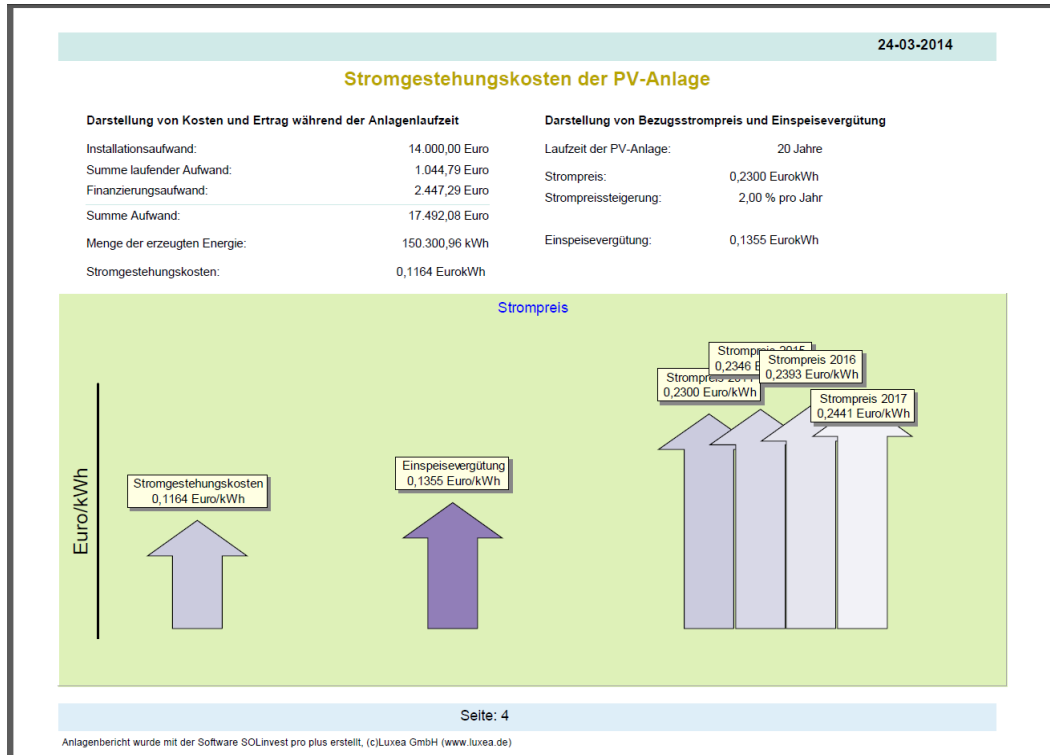 24-03-2014
Stromgestehungskosten der PV-Anlage
Darstellung von Kosten und Ertrag während der Anlagenlaufzeit
Installationsaufwand: 14.000,00 Euro
Summe laufender Aufwand: 1.044,79 Euro
Finanzierungsaufwand: 2.447,29 Euro
Summe Aufwand: 17.492,08 Euro
Menge der erzeugten Energie: 150.300,96 kWh
Stromgestehungskosten: 0,1164 EurokWh
Darstellung von Bezugsstrompreis und Einspeisevergütung
Laufzeit der PV-Anlage: 20 Jahre
Strompreis: 0,2300 EurokWh
Strompreissteigerung: 2,00 % pro Jahr
Einspeisevergütung: 0,1355 EurokWh
Strompreis
Euro/kWh
Stromgestehungskosten
0,1164 Euro/kWh
Einspeisevergütung
0,1355 Euro/kWh
Strompreis
0,2300 Euro/kWh
Strompreis 2015
0,2346
Strompreis 2016
0,2393 Euro/kWh
Strompreis 2017
0,2441 Euro/kWh
Seite: 4
Anlagenbericht wurde mit der Software SOLinvest pro plus erstellt, (c)Luxea GmbH (www.luxea.de)